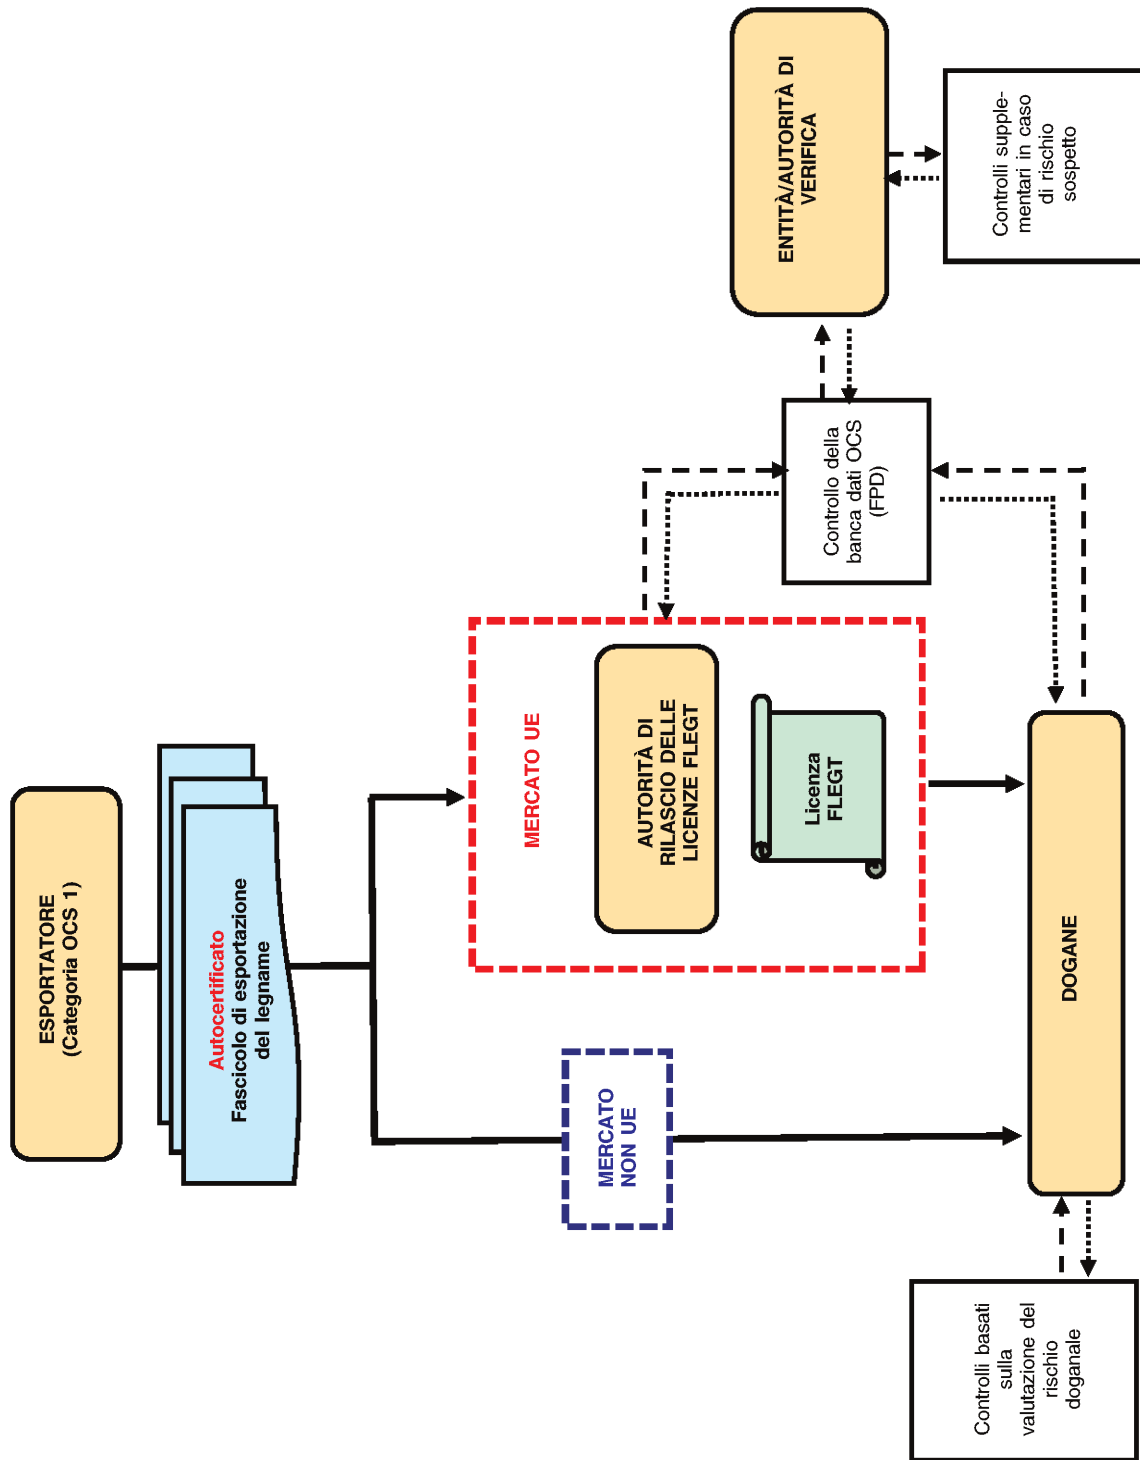 ESPORTATORE
(Categoria OCS 1)
Autocertificato
Fascicolo di esportazione
del legname
MERCATO
NON UE
MERCATO UE
AUTORITÀ DI
RILASCIO DELLE
LICENZE FLEGT
Licenza
FLEGT
Controllo della
banca dati OCS
(FPD)
ENTITÀ/AUTORITÀ DI
VERIFICA
Controlli supple-
mentari in caso
di rischio
sospetto
DOGANE
Controlli basati
sulla
valutazione del
rischio
doganale